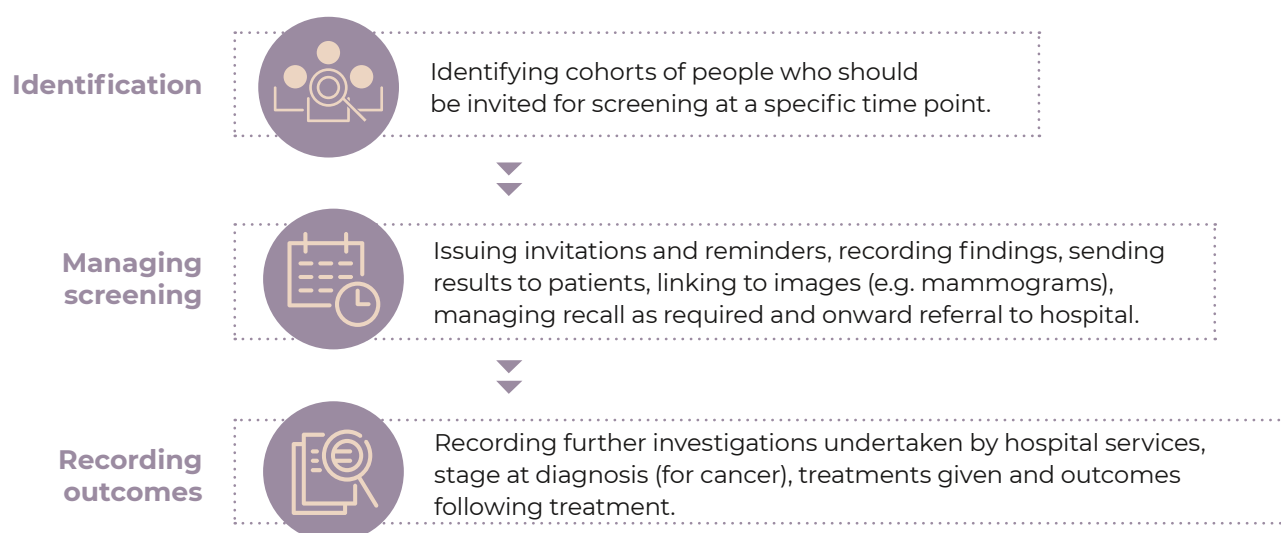 Identification
Identifying cohorts of people who should
be invited for screening at a specific time point.
Managing
screening
Issuing invitations and reminders, recording findings, sending
results to patients, linking to images (e.g. mammograms),
managing recall as required and onward referral to hospital.
Recording
outcomes
Recording further investigations undertaken by hospital services,
stage at diagnosis (for cancer), treatments given and outcomes
following treatment.